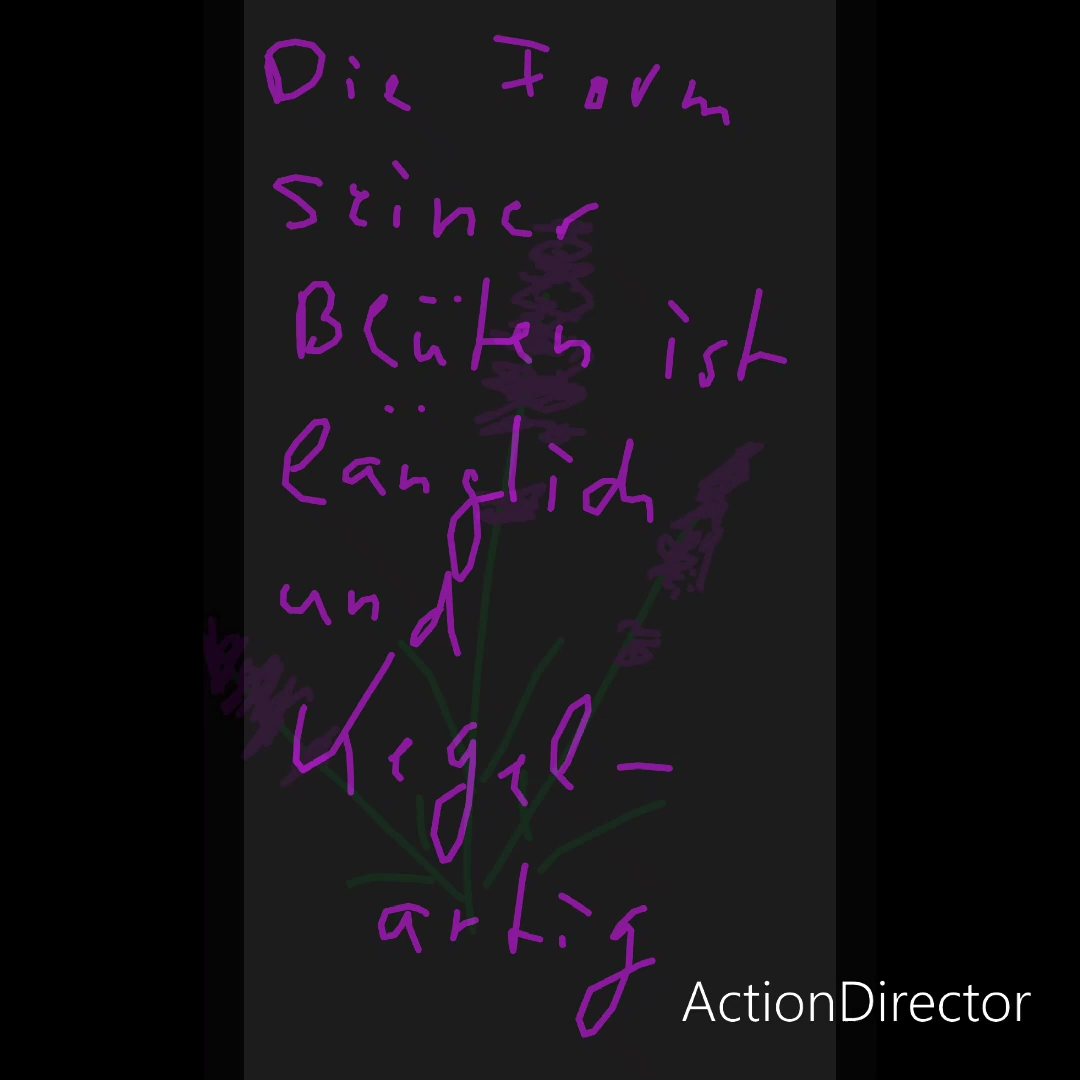 Die Form
seiner
Blüten ist
länglich
und
Kegel-
artig
ActionDirector